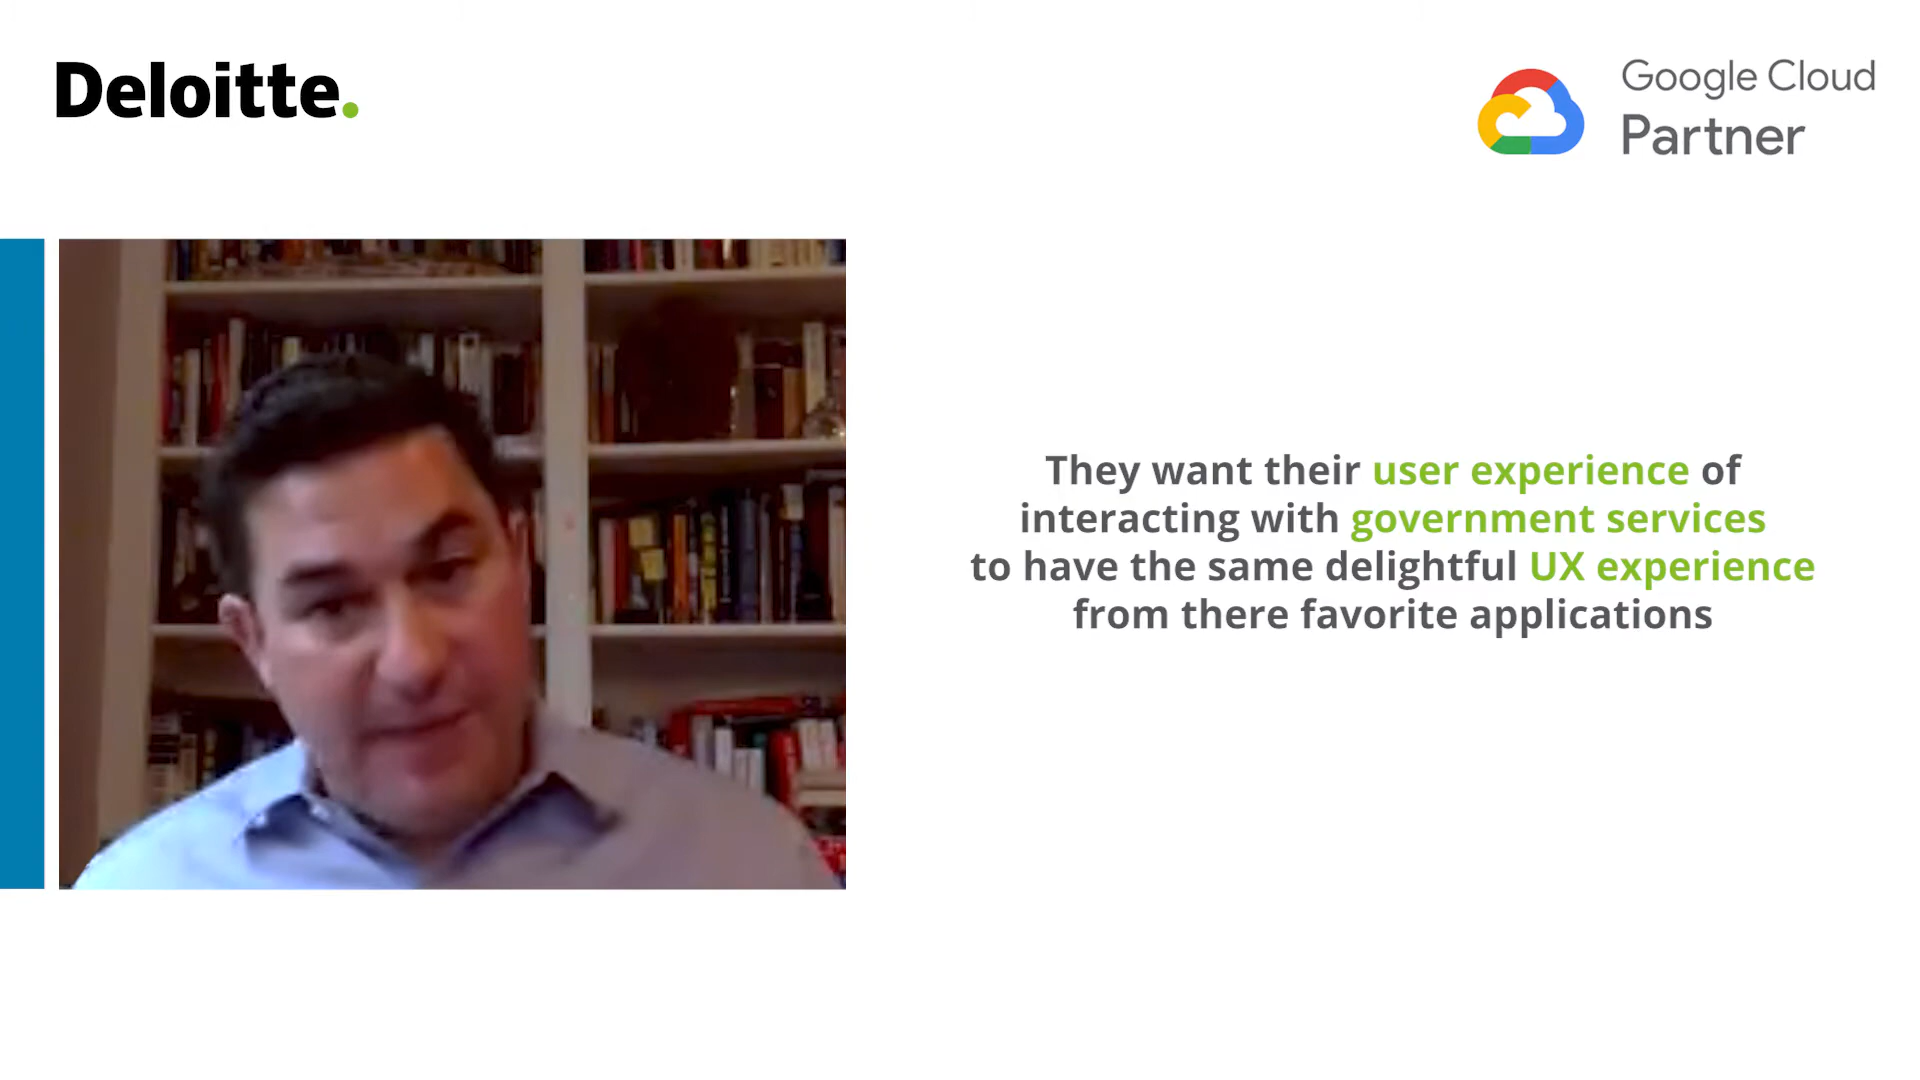 Deloitte.
Google Cloud
Partner
They want their user experience of
interacting with government services
to have the same delightful UX experience
from there favorite applications